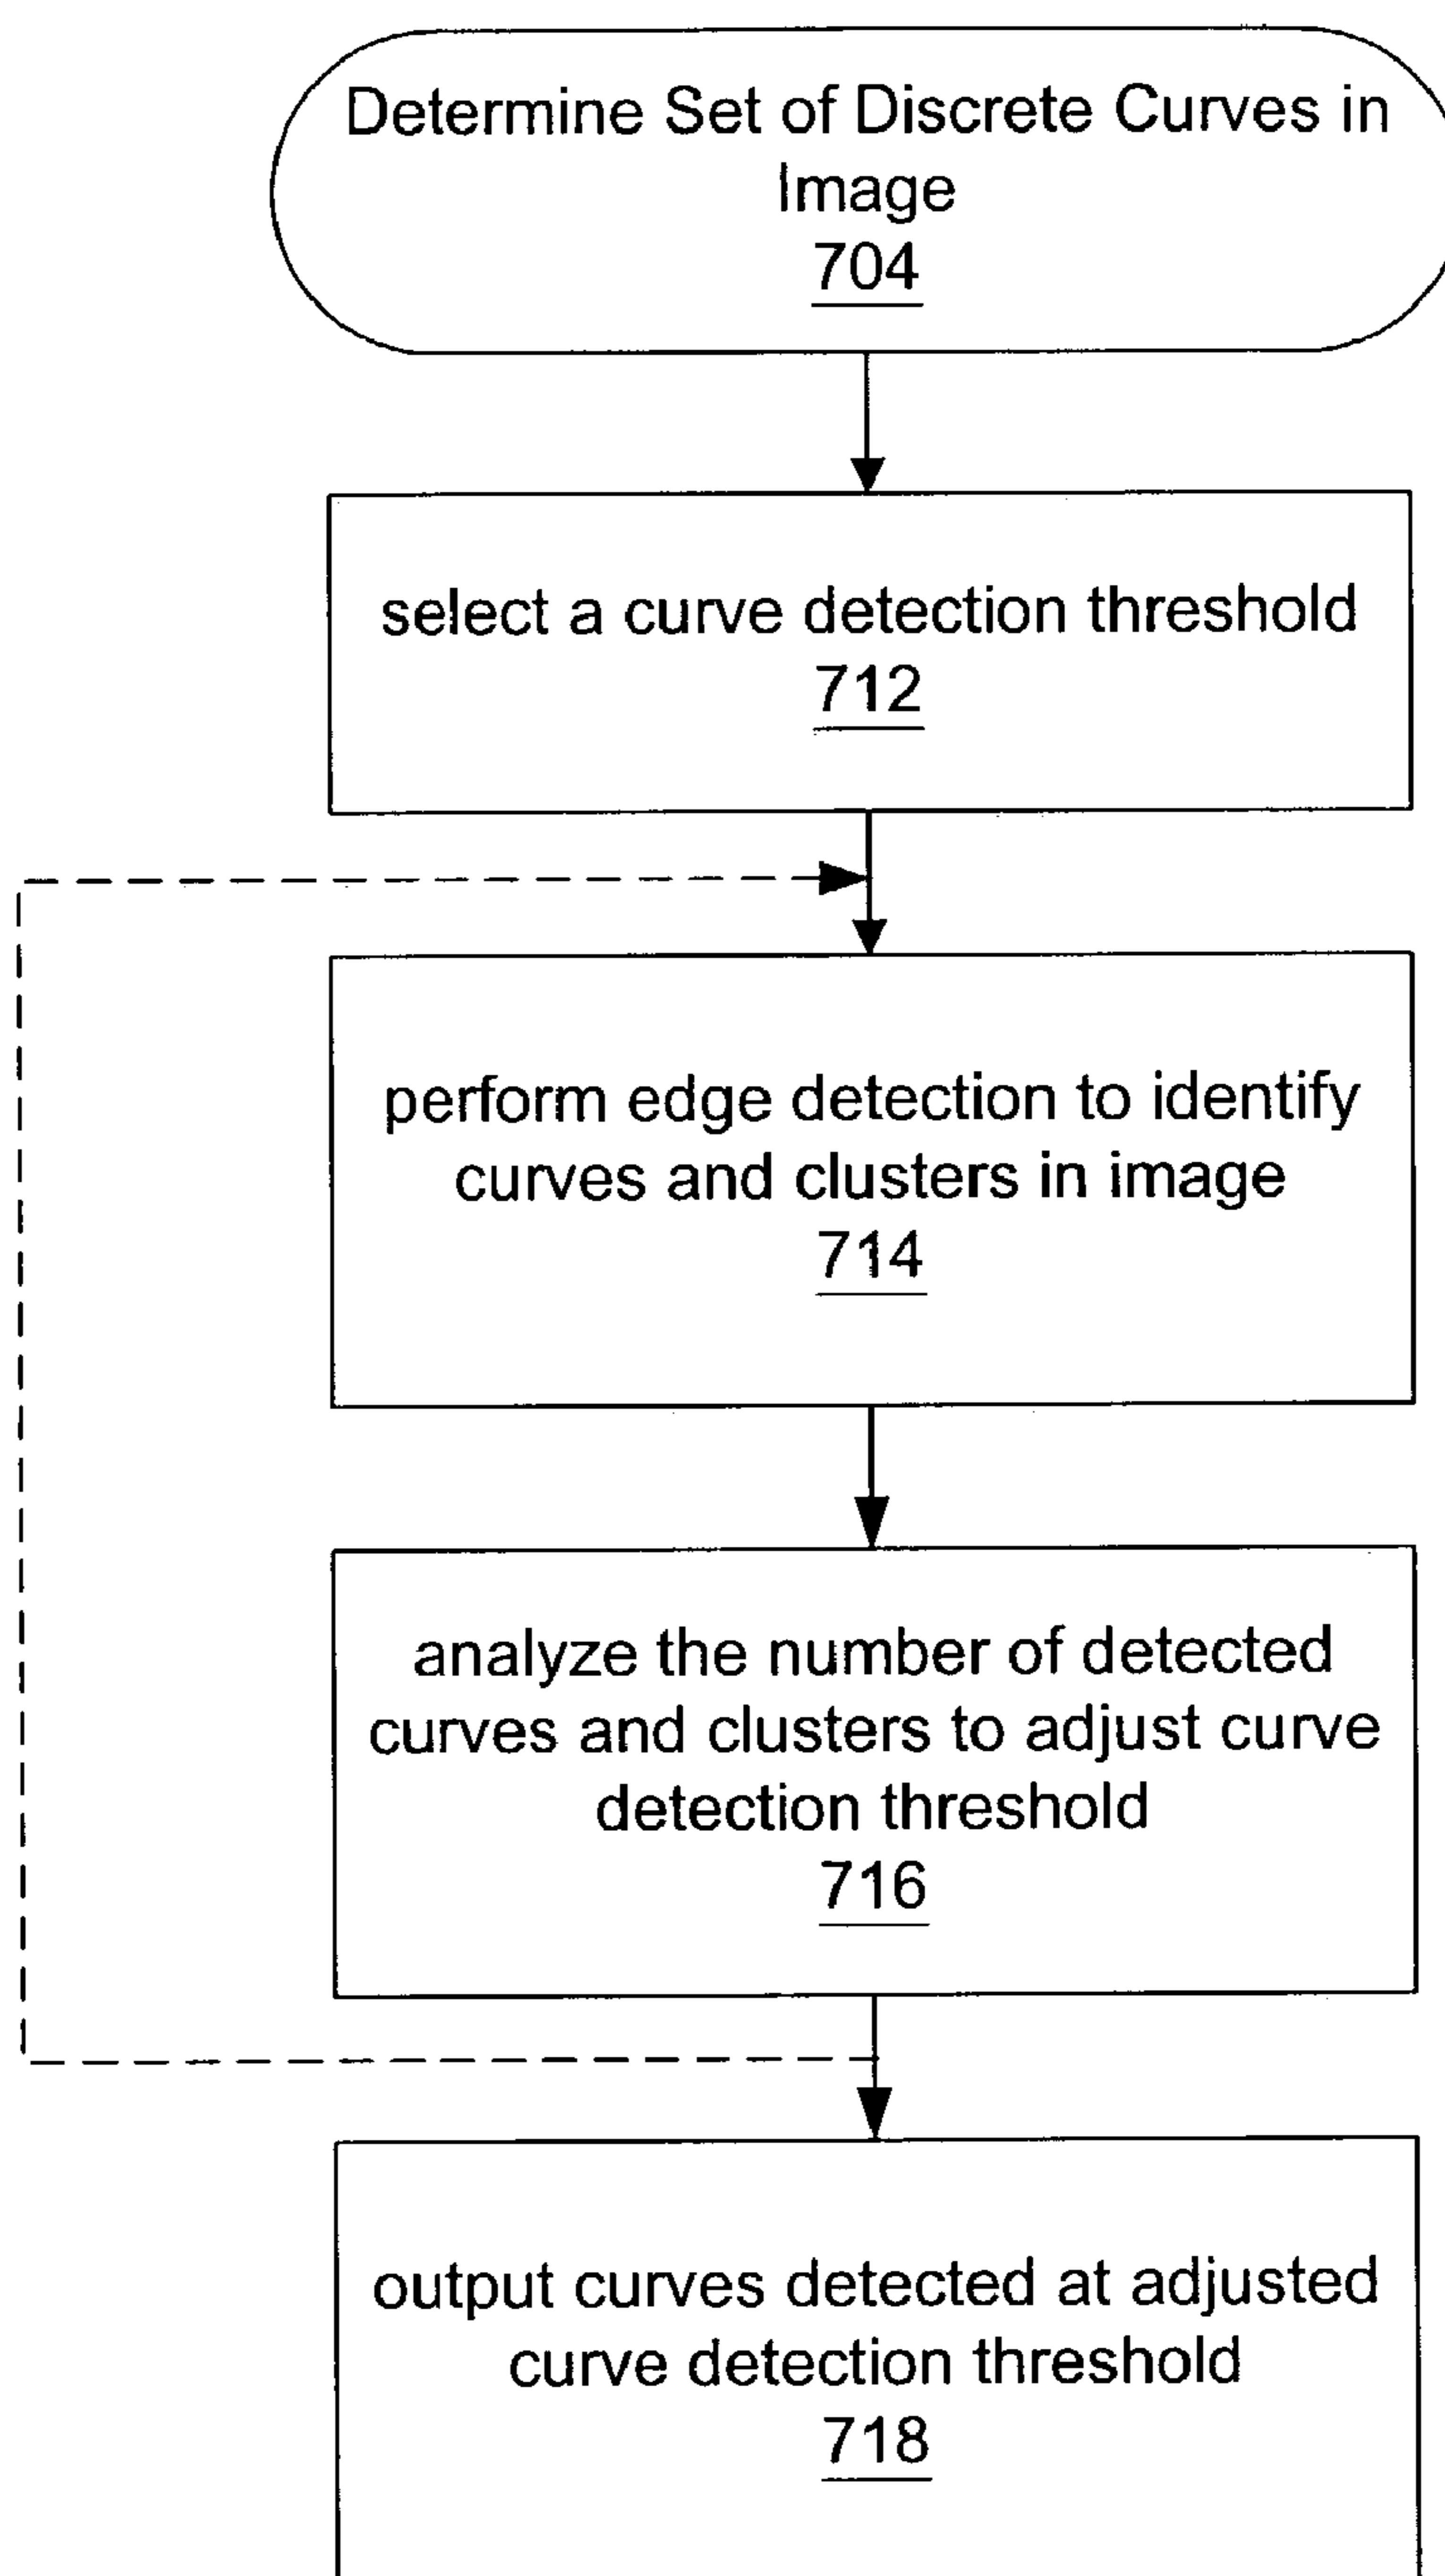 Determine Set of Discrete Curves in
Image
704
select a curve detection threshold
712
perform edge detection to identify
curves and clusters in image
714
analyze the number of detected
curves and clusters to adjust curve
detection threshold
716
output curves detected at adjusted
curve detection threshold
718